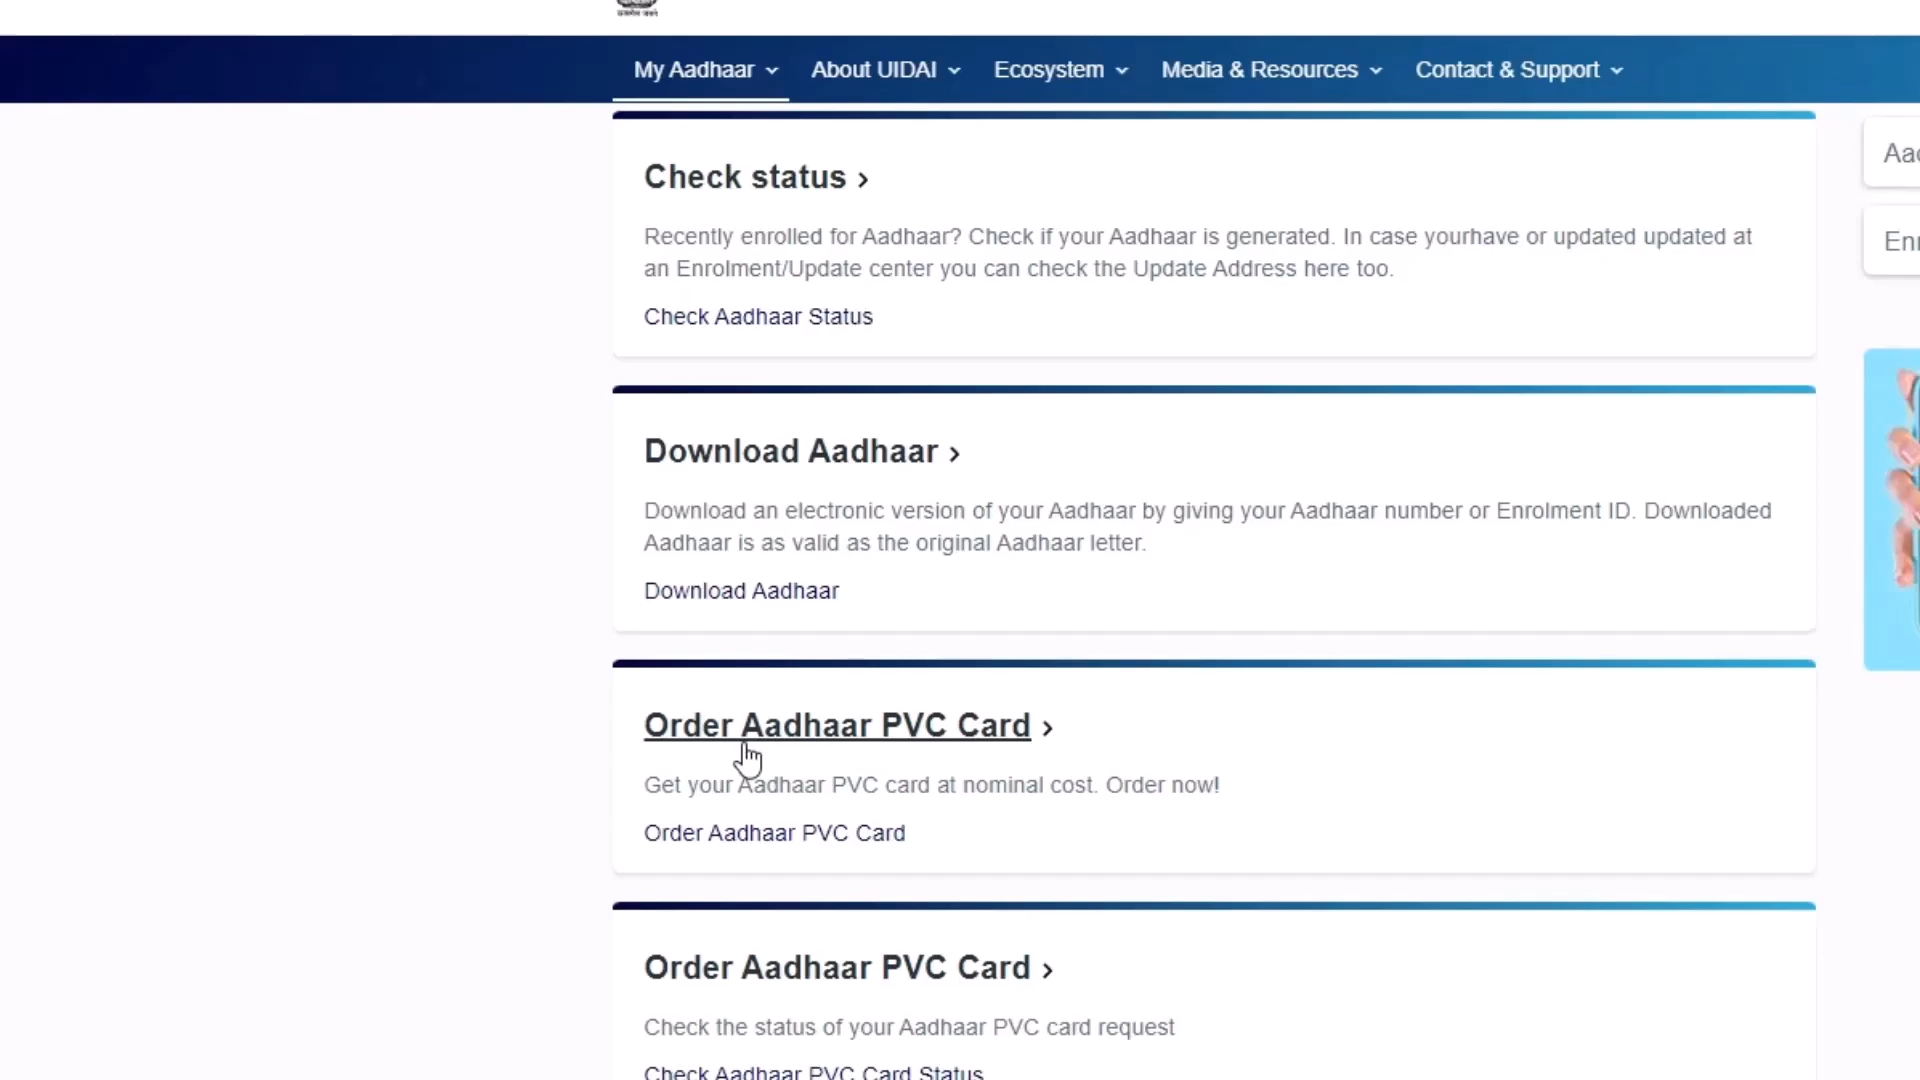 My Aadhaar
About UIDAI
Ecosystem
Media & Resources
Contact & Support
Check status
Recently enrolled for Aadhaar? Check if your Aadhaar is generated. In case yourhave or updated updated at
an Enrolment/Update center you can check the Update Address here too.
Check Aadhaar Status
Download Aadhaar
Download an electronic version of your Aadhaar by giving your Aadhaar number or Enrolment ID. Downloaded
Aadhaar is as valid as the original Aadhaar letter.
Download Aadhaar
Order Aadhaar PVC Card
Get your Aadhaar PVC card at nominal cost. Order now!
Order Aadhaar PVC Card
Order Aadhaar PVC Card
Check the status of your Aadhaar PVC card request
Check Aadhaar PVC Card Status